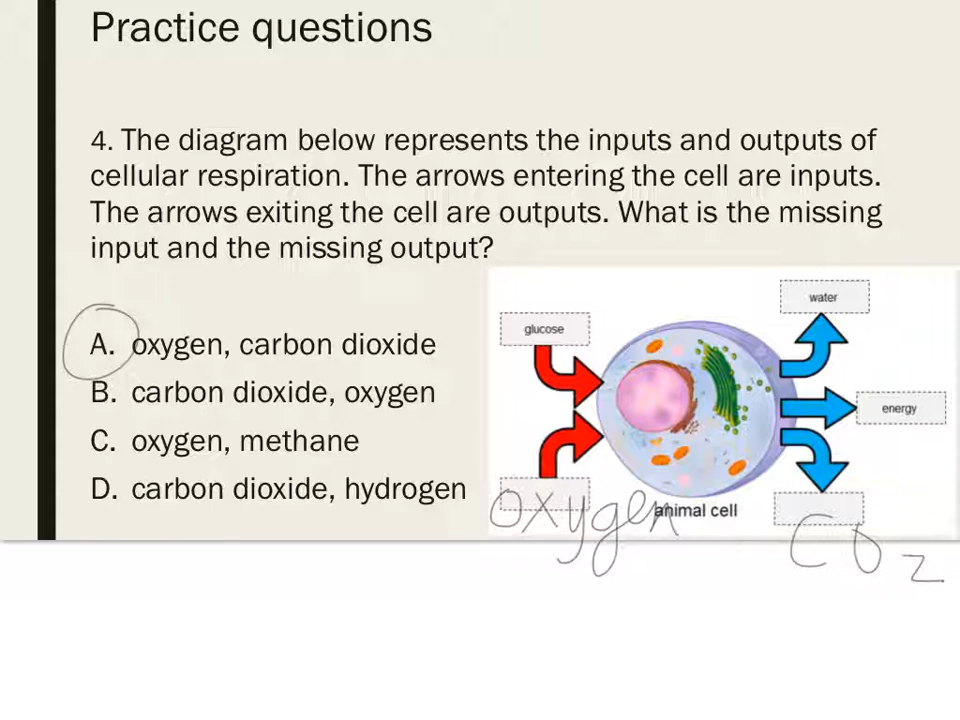 Practice questions
4. The diagram below represents the inputs and outputs of
cellular respiration. The arrows entering the cell are inputs.
The arrows exiting the cell are outputs. What is the missing
input and the missing output?
A. oxygen, carbon dioxide
B. carbon dioxide, oxygen
C. oxygen, methane
D. carbon dioxide, hydrogen
glucose
water
energy
animal cell
oxygen
CO2